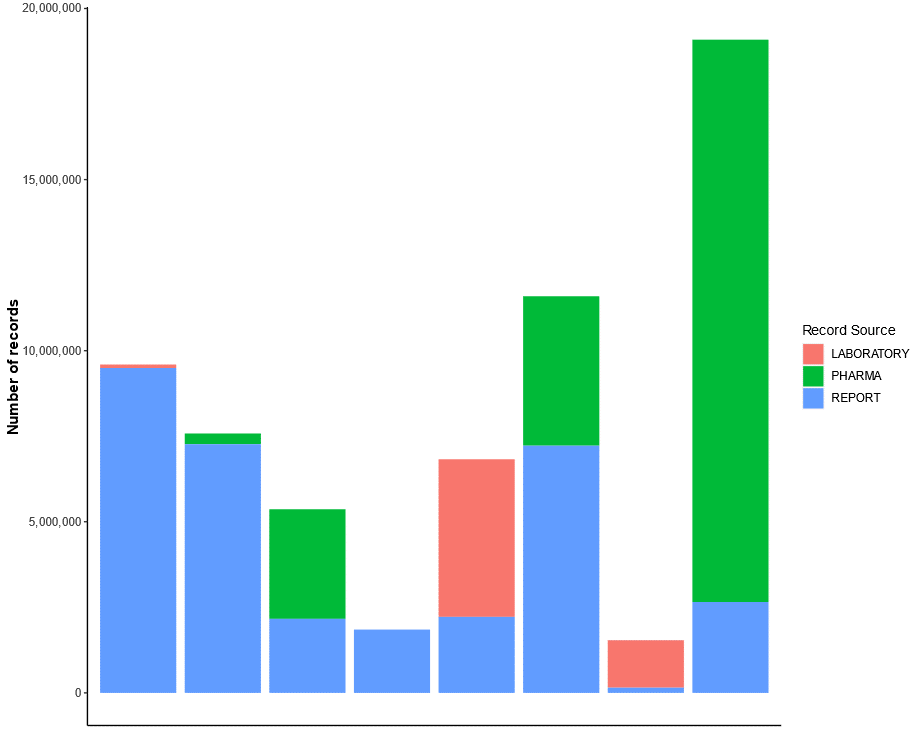 20,000,000
15,000,000
10,000,000
5,000,000
0
Number of records
Record Source
LABORATORY
PHARMA
REPORT